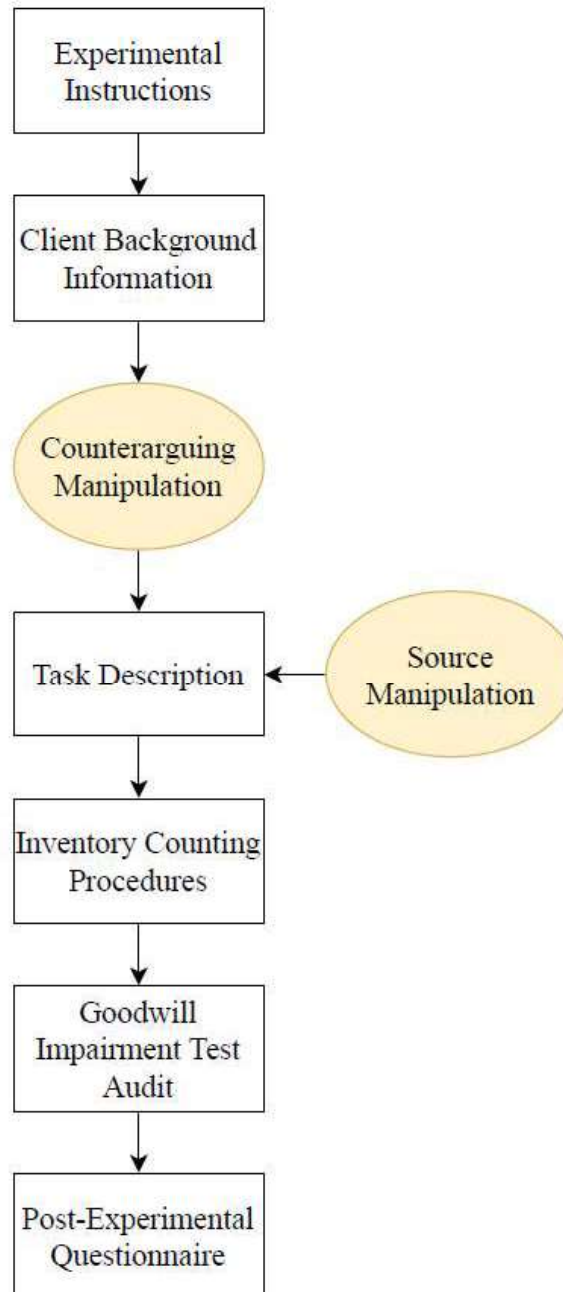 Experimental
Instructions
Client Background
Information
Counterarguing
Manipulation
Task Description
Source
Manipulation
Inventory Counting
Procedures
Goodwill
Impairment Test
Audit
Post-Experimental
Questionnaire